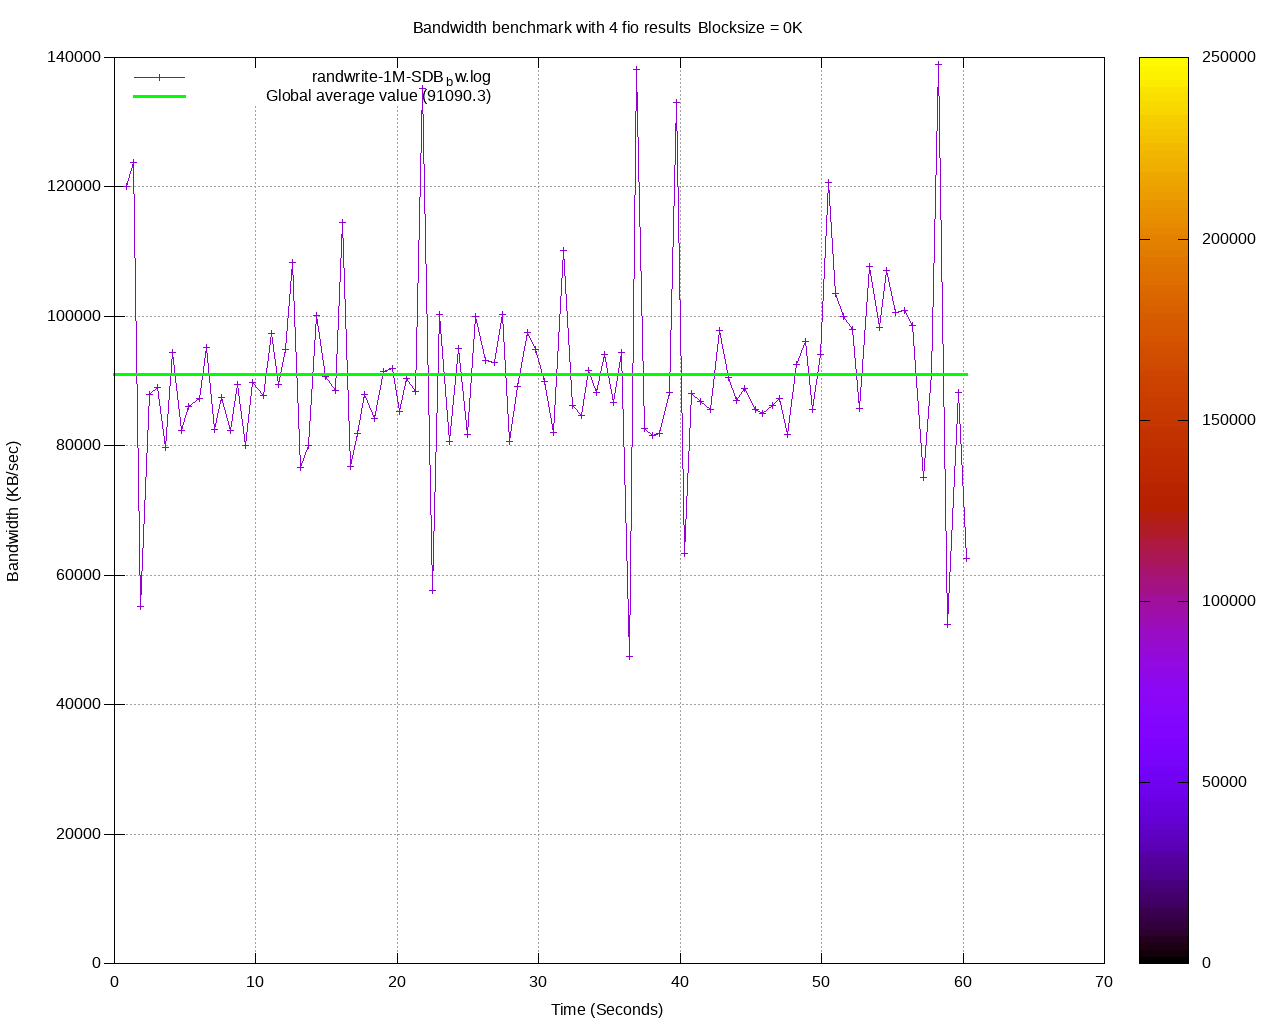 Bandwidth benchmark with 4 fio results Blocksize = 0K
randwrite-1M-SDB_bw.log
Global average value (91090.3)
140000
120000
100000
80000
60000
40000
20000
0
0 10 20 30 40 50 60 70
Time (Seconds)
Bandwidth (KB/sec)
250000
200000
150000
100000
50000
0